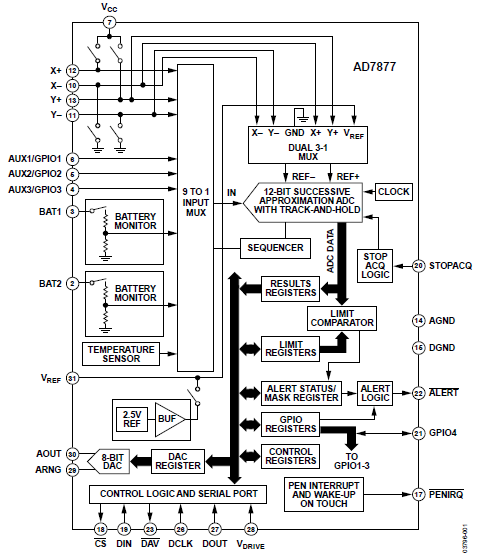 VCC
7
AD7877
X+ 12
X– 10
Y+ 13
Y– 11
X– Y– GND X+ Y+ VREF
DUAL 3-1
MUX
REF– REF+
AUX1/GPIO1 6
AUX2/GPIO2 5
AUX3/GPIO3 4
9 TO 1
INPUT
MUX
IN
12-BIT SUCCESSIVE
APPROXIMATION ADC
WITH TRACK-AND-HOLD
CLOCK
BAT1 3
BATTERY
MONITOR
SEQUENCER
ADC DATA
STOP
ACQ
LOGIC
20 STOPACQ
BAT2 2
BATTERY
MONITOR
RESULTS
REGISTERS
LIMIT
COMPARATOR
14 AGND
15 DGND
TEMPERATURE
SENSOR
LIMIT
REGISTERS
VREF 31
ALERT STATUS/
MASK REGISTER
ALERT
LOGIC
22 ALERT
2.5V
REF
BUF
GPIO
REGISTERS
21 GPIO4
TO
GPIO1-3
AOUT 30
ARNG 29
8-BIT
DAC
DAC
REGISTER
CONTROL
REGISTERS
CONTROL LOGIC AND SERIAL PORT
PEN INTERRUPT
AND WAKE-UP
ON TOUCH
17 PENIRQ
18 19 23 26 27 28
CS DIN DAV DCLK DOUT VDRIVE
03796-001